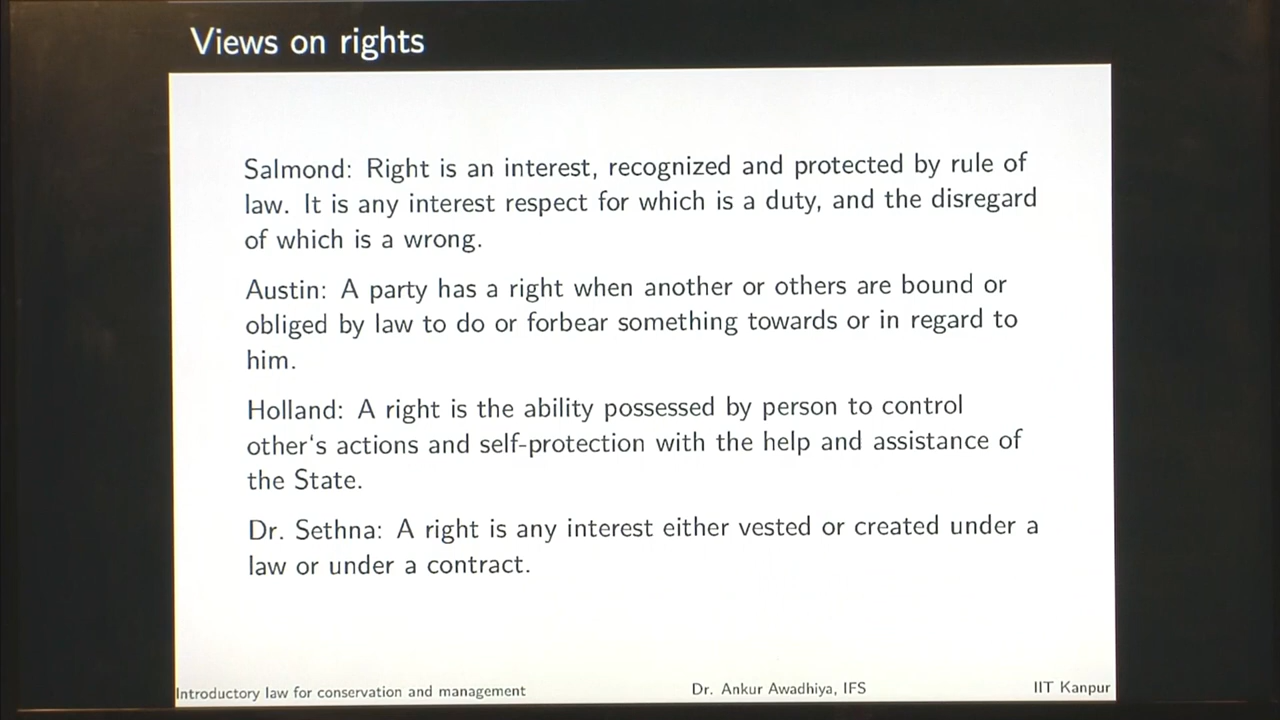 Views on rights
Salmond: Right is an interest, recognized and protected by rule of
law. It is any interest respect for which is a duty, and the disregard
of which is a wrong.
Austin: A party has a right when another or others are bound or
obliged by law to do or forbear something towards or in regard to
him.
Holland: A right is the ability possessed by person to control
other‘s actions and self-protection with the help and assistance of
the State.
Dr. Sethna: A right is any interest either vested or created under a
law or under a contract.
Introductory law for conservation and management Dr. Ankur Awadhiya, IFS IIT Kanpur